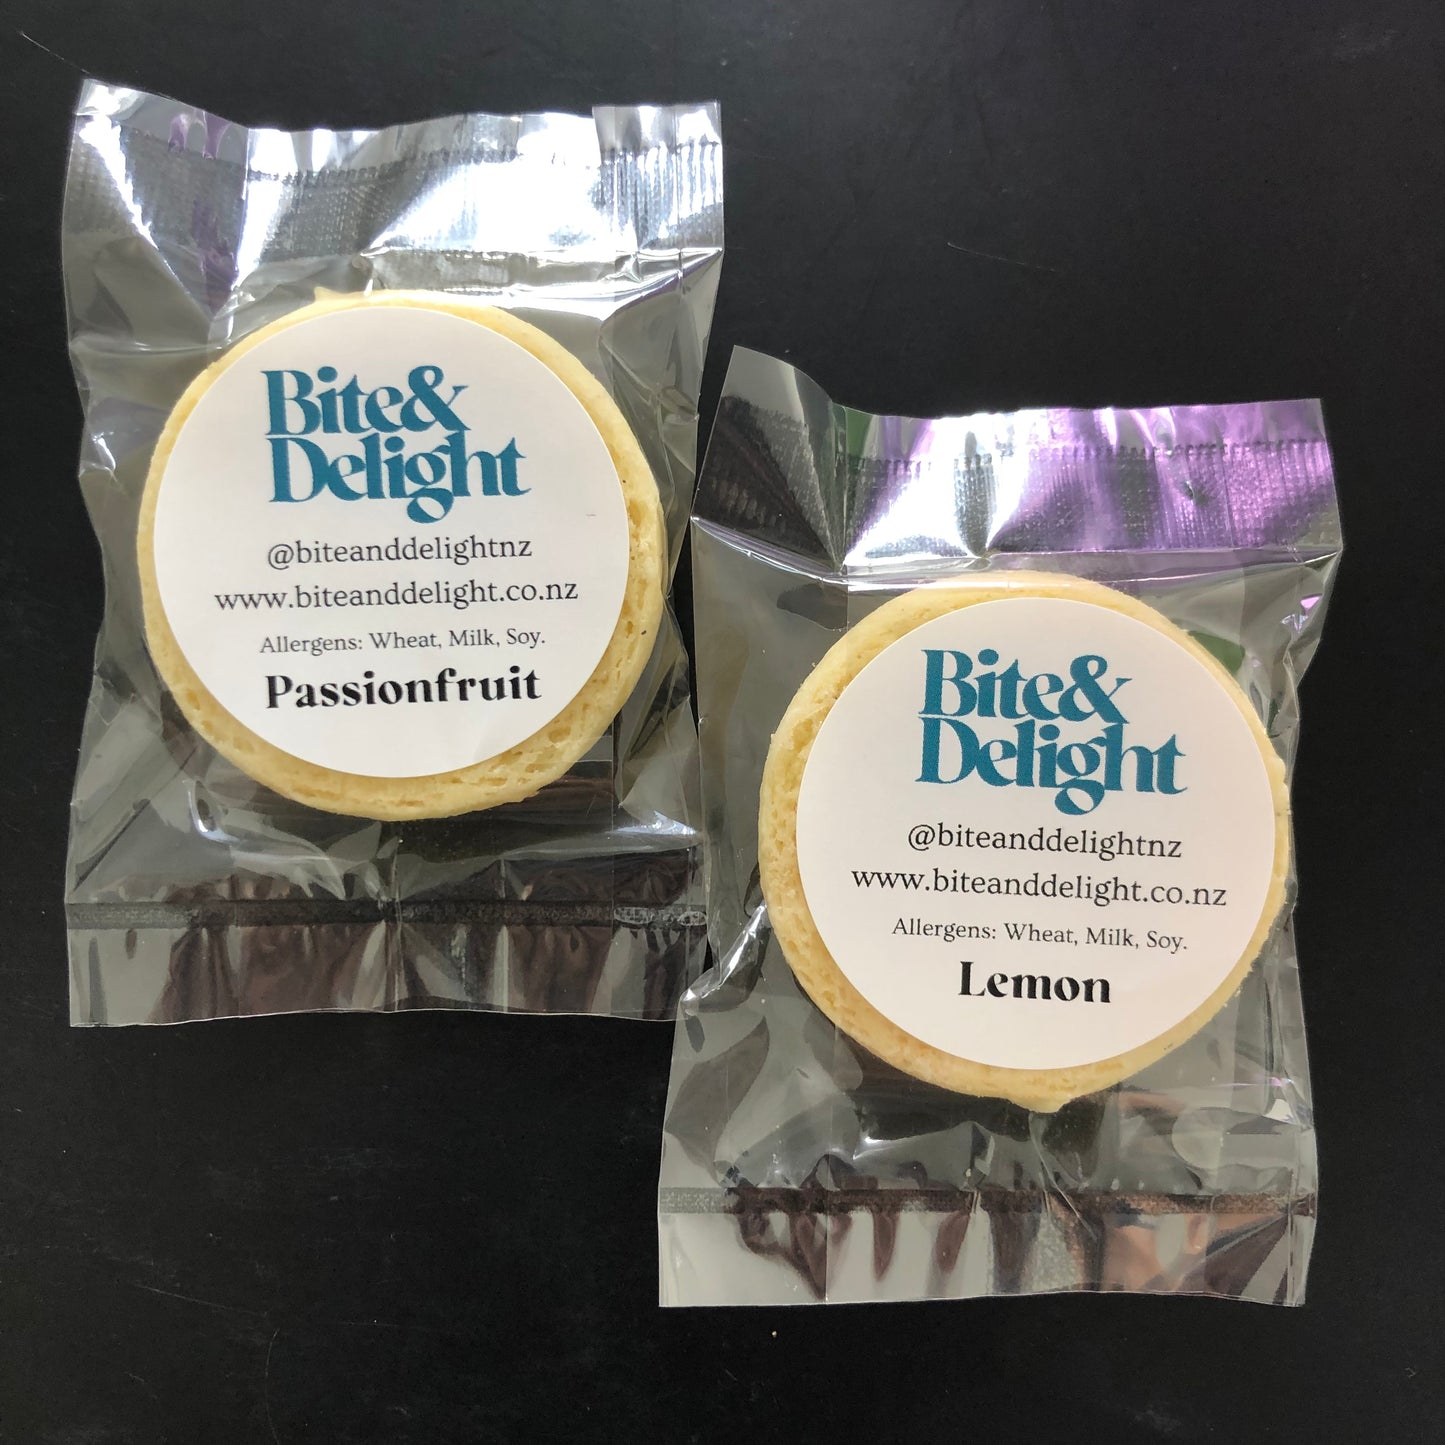 Bite&
Delight
@biteanddelightnz
www.biteanddelight.co.nz
Allergens: Wheat, Milk, Soy.
Passionfruit
Bite&
Delight
@biteanddelightnz
www.biteanddelight.co.nz
Allergens: Wheat, Milk, Soy.
Lemon